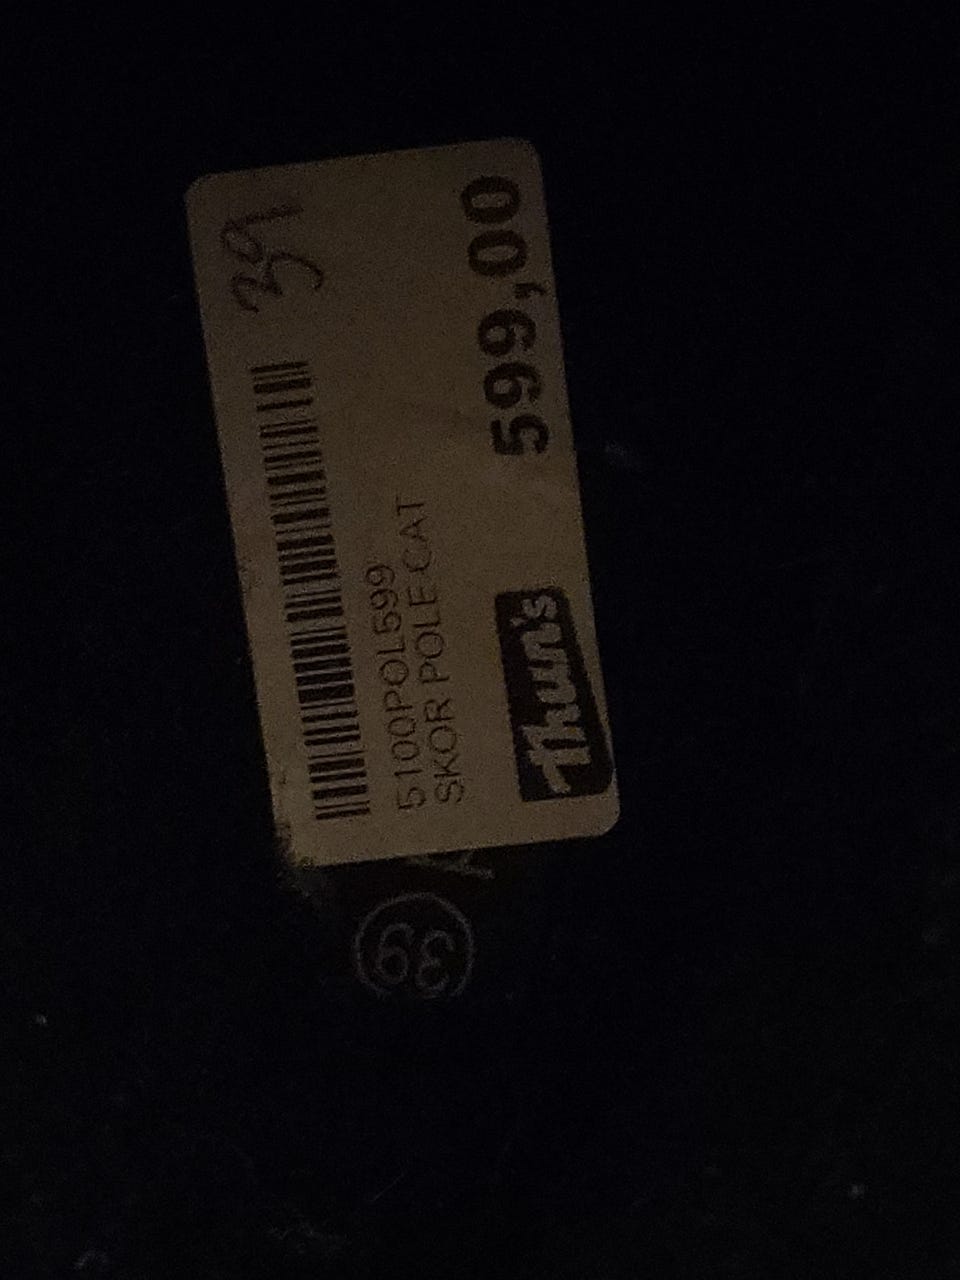 39
5100POL599
SKOR POLE CAT
599,00
Thun's
39